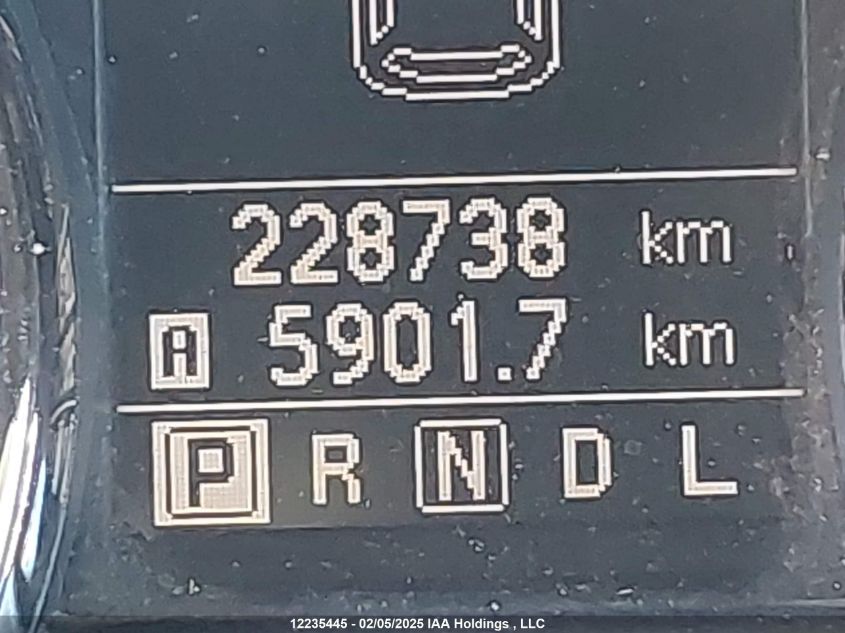 228738 km
A 5901.7 km
P R N D L
12235445 - 02/05/2025 IAA Holdings , LLC